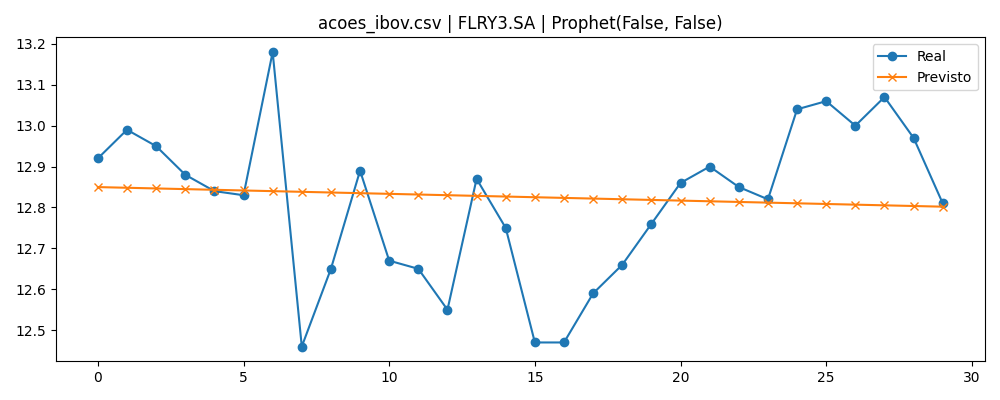 acoes_ibov.csv | FLRY3.SA | Prophet(False, False)
Real
Previsto
13.2
13.1
13.0
12.9
12.8
12.7
12.6
12.5
0 5 10 15 20 25 30